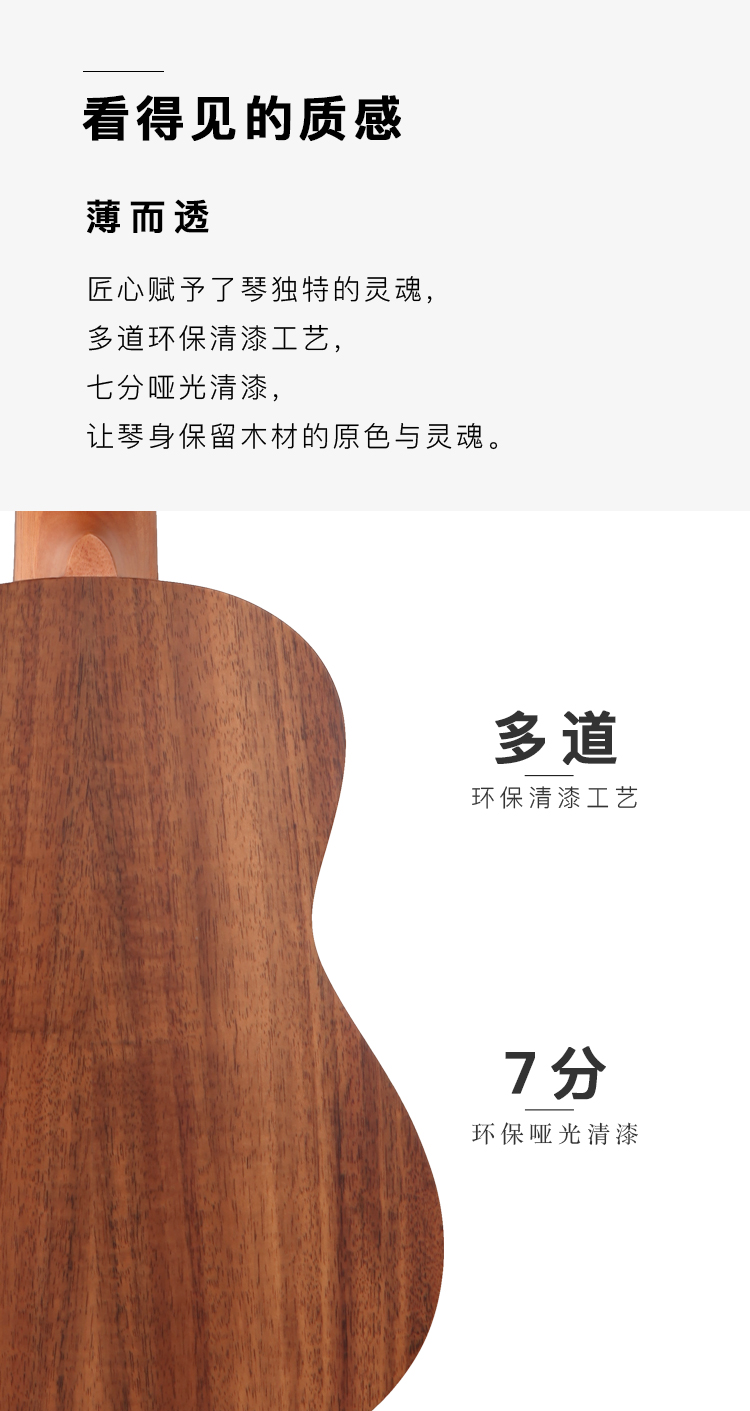 看得见的质感
薄而透
匠心赋予了琴独特的灵魂，
多道环保清漆工艺，
七分哑光清漆，
让琴身保留木材的原色与灵魂。
多道
环保清漆工艺
7分
环保哑光清漆